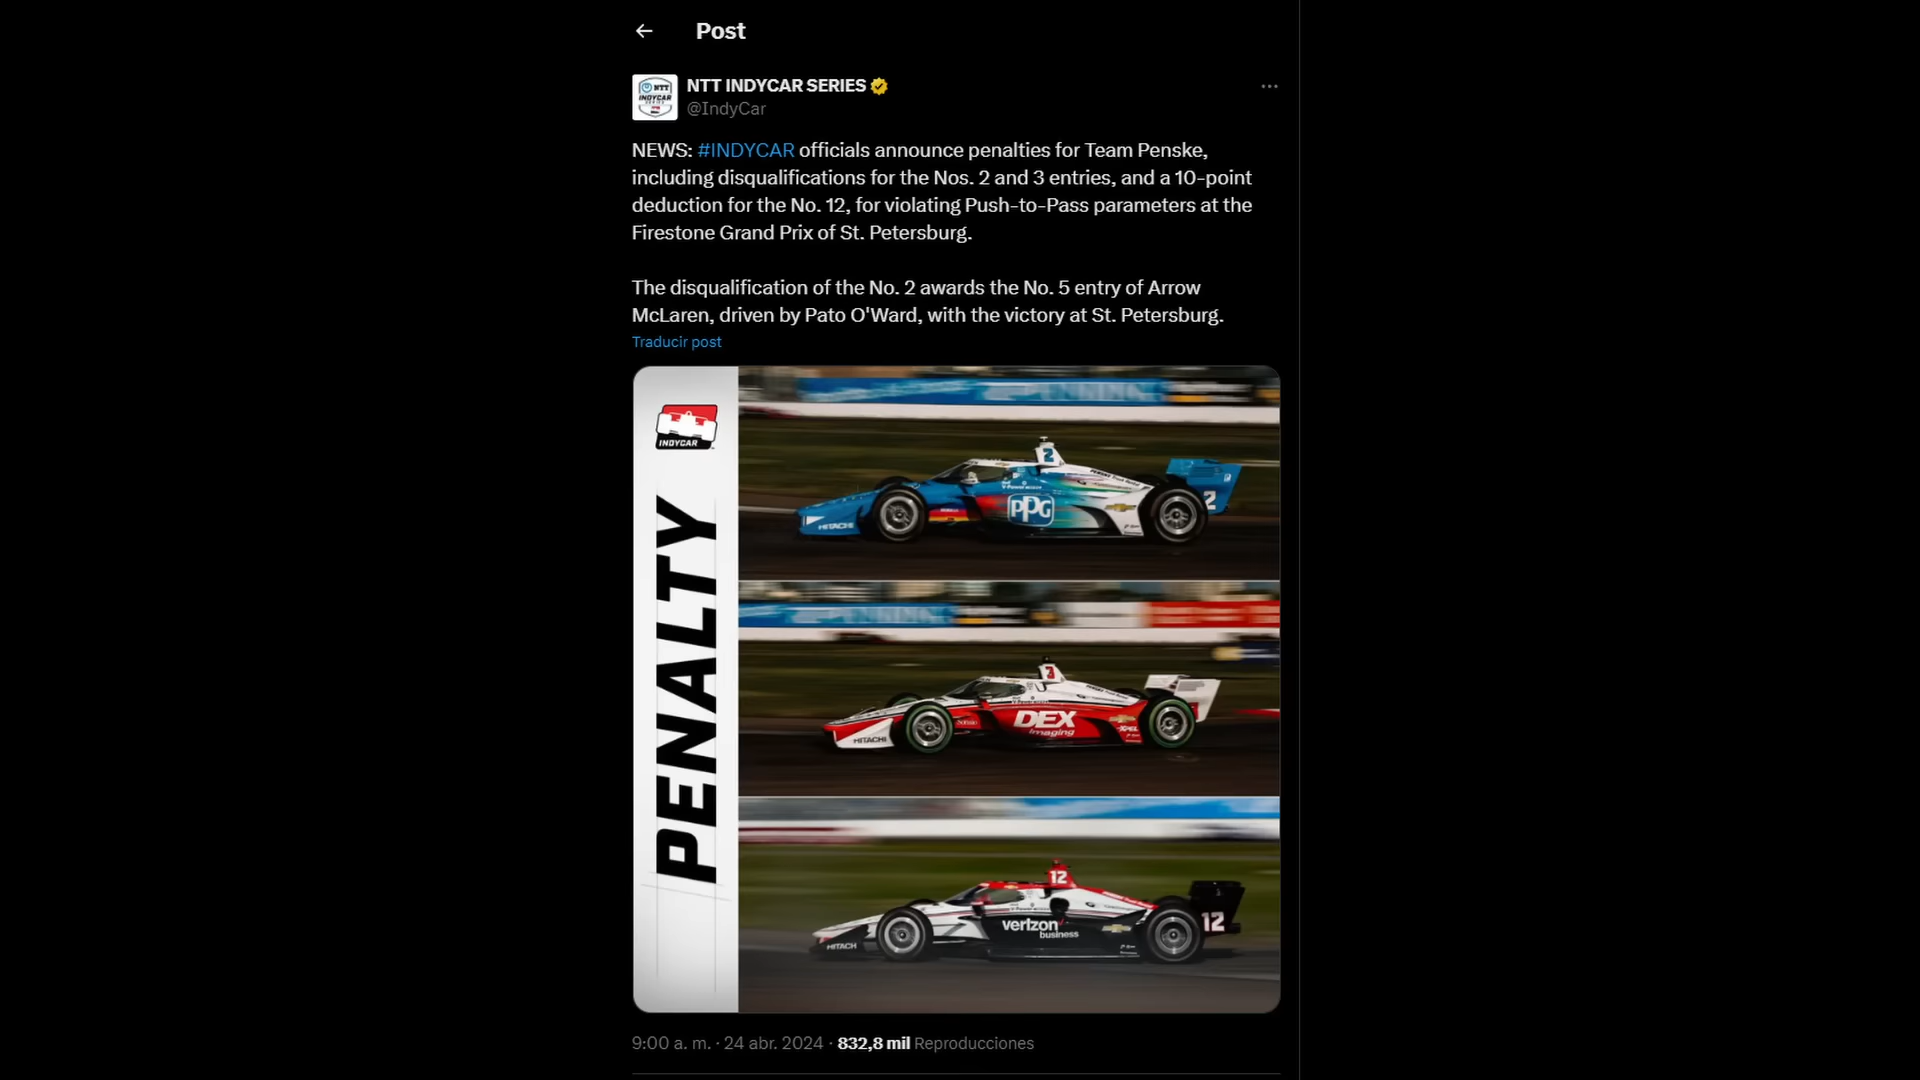 Post
NTT INDYCAR SERIES
@IndyCar
NEWS: #INDYCAR officials announce penalties for Team Penske,
including disqualifications for the Nos. 2 and 3 entries, and a 10-point
deduction for the No. 12, for violating Push-to-Pass parameters at the
Firestone Grand Prix of St. Petersburg.
The disqualification of the No. 2 awards the No. 5 entry of Arrow
McLaren, driven by Pato O'Ward, with the victory at St. Petersburg.
Traducir post
INDYCAR
PENALTY
2
2
PPG
HITACHI
3
DEX
imaging
HITACHI
12
12
verizon
business
HITACHI
9:00 a. m. · 24 abr. 2024 · 832,8 mil Reproducciones